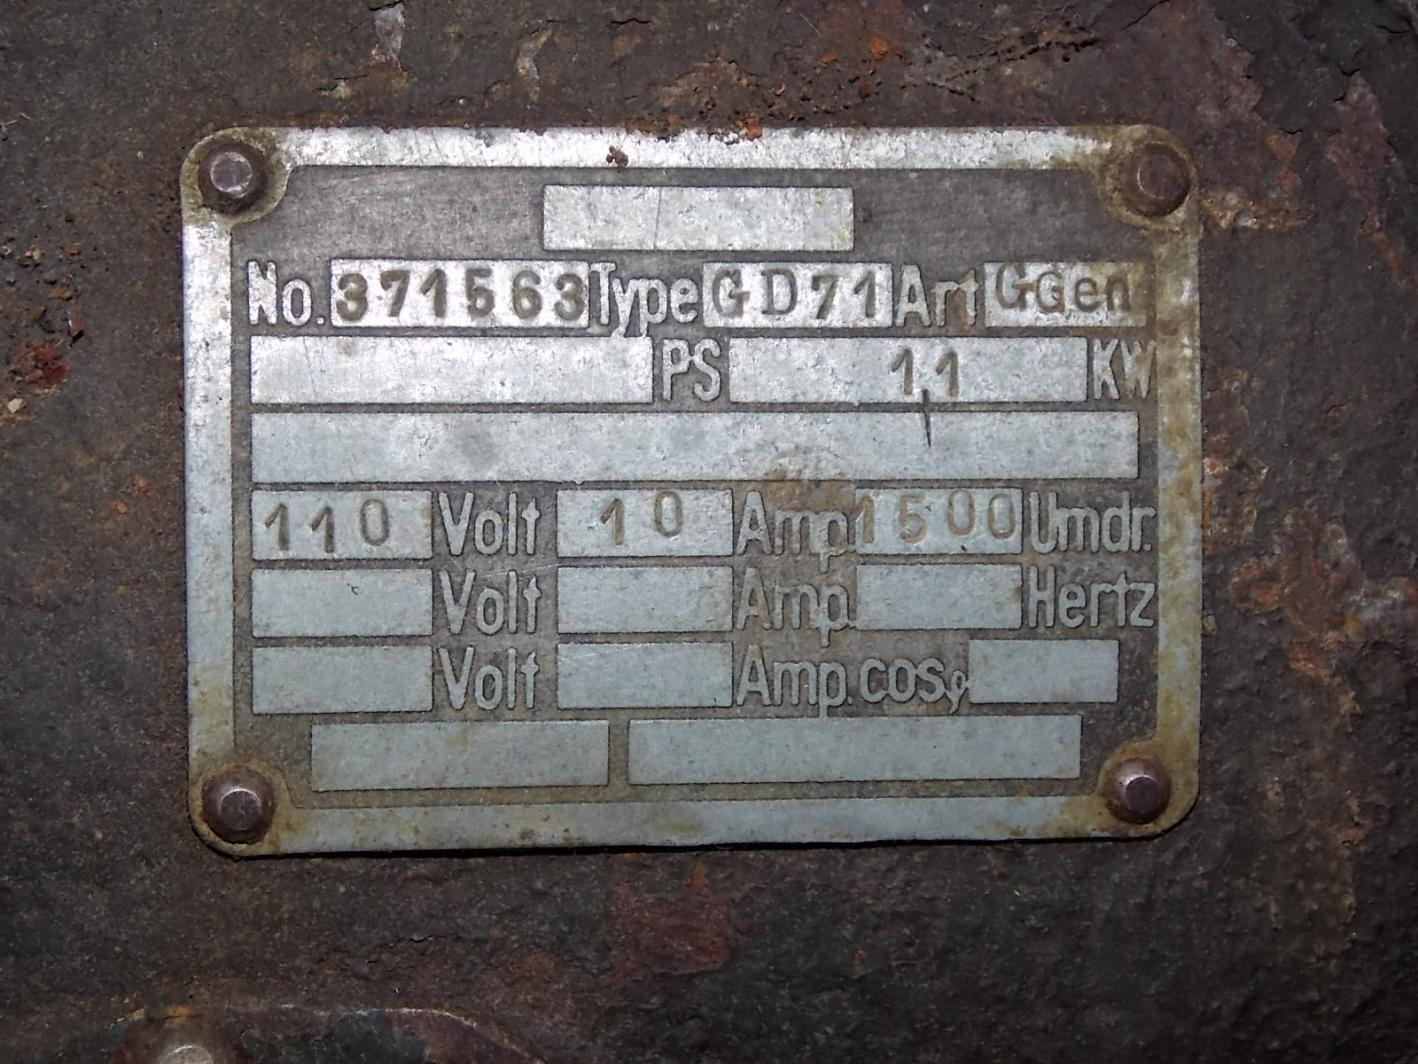 No. 371563 Type GD71 Art GGen
PS 1,1 KW
110 Volt 10 Amp. 1500 Umdr.
Volt Amp. Hertz
Volt Amp. cos φ